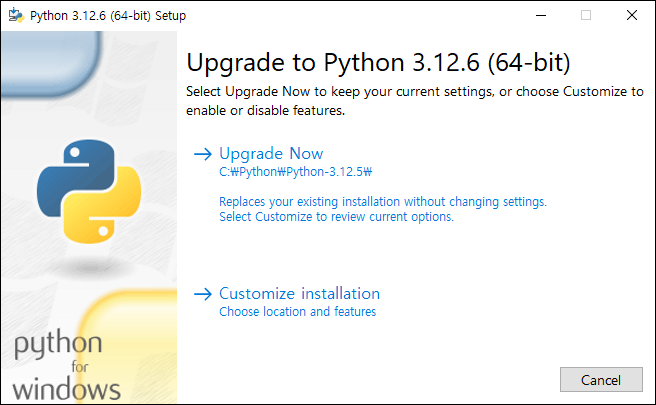 Python 3.12.6 (64-bit) Setup
Upgrade to Python 3.12.6 (64-bit)
Select Upgrade Now to keep your current settings, or choose Customize to
enable or disable features.
Upgrade Now
C:₩Python₩Python-3.12.5₩
Replaces your existing installation without changing settings.
Select Customize to review current options.
Customize installation
Choose location and features
python
for
windows
Cancel